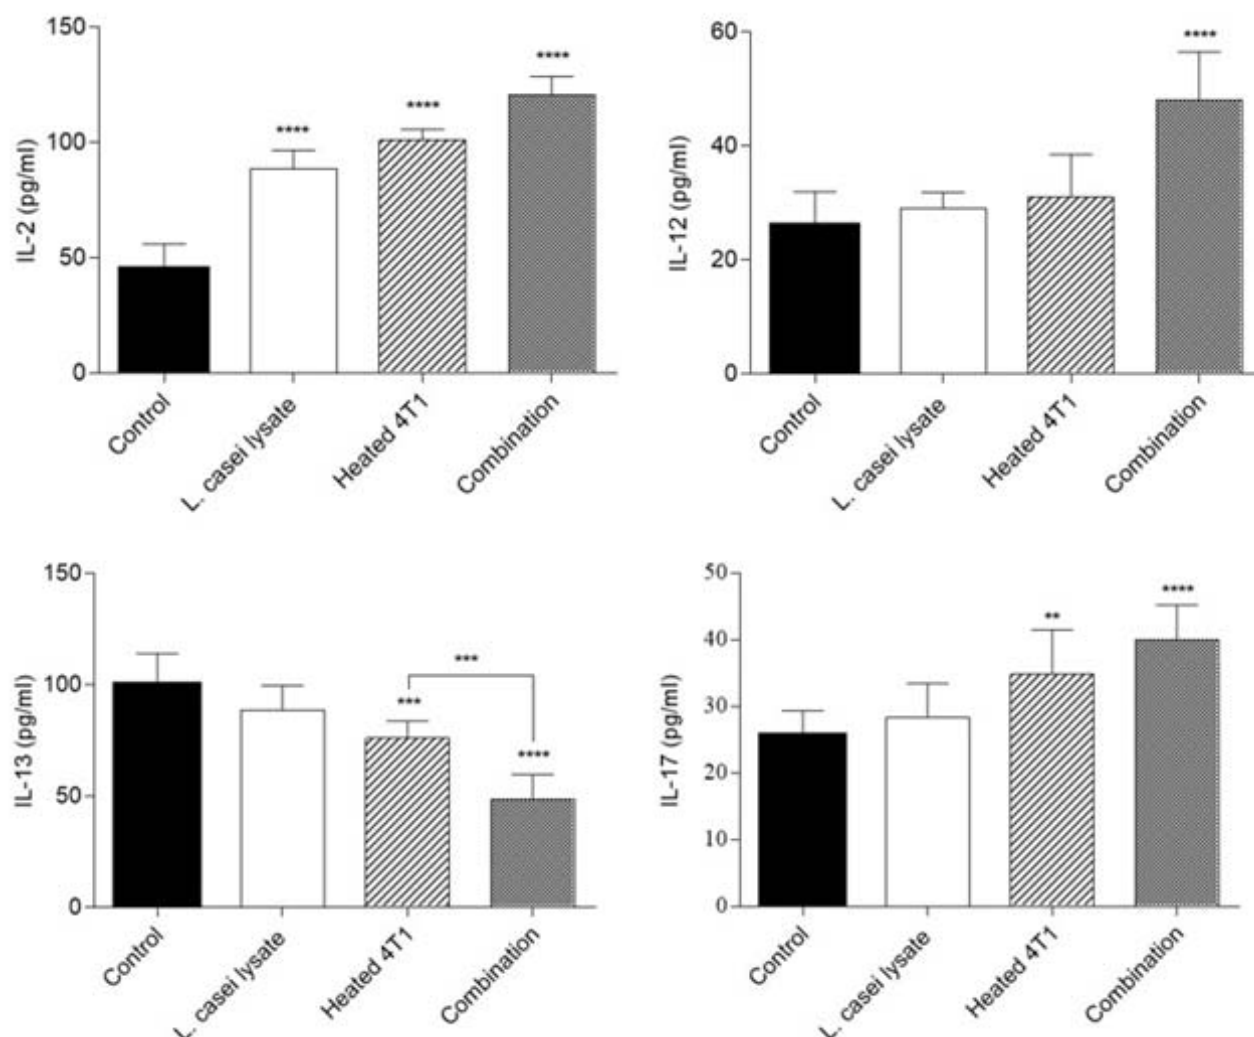 IL-2 (pg/ml)
150
100
50
0
****
****
****
Control
L. casei lysate
Heated 4T1
Combination
IL-12 (pg/ml)
60
40
20
0
****
Control
L. casei lysate
Heated 4T1
Combination
IL-13 (pg/ml)
150
100
50
0
***
***
****
Control
L. casei lysate
Heated 4T1
Combination
IL-17 (pg/ml)
50
40
30
20
10
0
**
****
Control
L. casei lysate
Heated 4T1
Combination